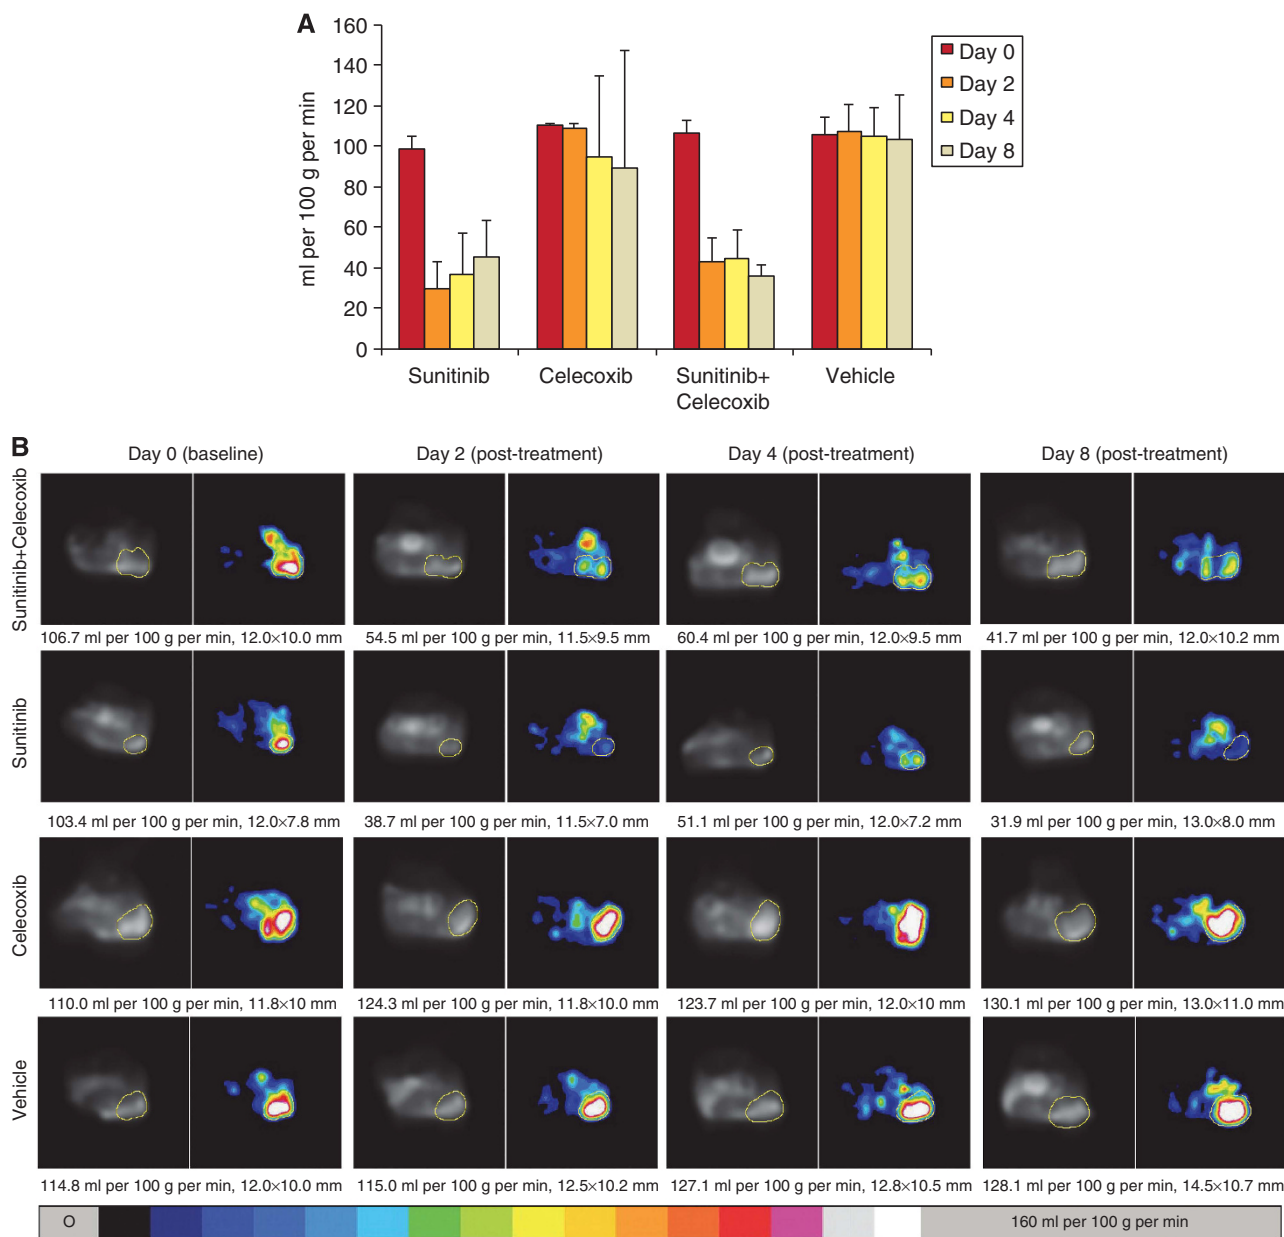 A
160
140
120
100
80
60
40
20
0
ml per 100 g per min
Day 0
Day 2
Day 4
Day 8
Sunitinib
Celecoxib
Sunitinib+
Celecoxib
Vehicle
B
Day 0 (baseline)
Day 2 (post-treatment)
Day 4 (post-treatment)
Day 8 (post-treatment)
Sunitinib+Celecoxib
106.7 ml per 100 g per min, 12.0×10.0 mm
54.5 ml per 100 g per min, 11.5×9.5 mm
60.4 ml per 100 g per min, 12.0×9.5 mm
41.7 ml per 100 g per min, 12.0×10.2 mm
Sunitinib
103.4 ml per 100 g per min, 12.0×7.8 mm
38.7 ml per 100 g per min, 11.5×7.0 mm
51.1 ml per 100 g per min, 12.0×7.2 mm
31.9 ml per 100 g per min, 13.0×8.0 mm
Celecoxib
110.0 ml per 100 g per min, 11.8×10 mm
124.3 ml per 100 g per min, 11.8×10.0 mm
123.7 ml per 100 g per min, 12.0×10 mm
130.1 ml per 100 g per min, 13.0×11.0 mm
Vehicle
114.8 ml per 100 g per min, 12.0×10.0 mm
115.0 ml per 100 g per min, 12.5×10.2 mm
127.1 ml per 100 g per min, 12.8×10.5 mm
128.1 ml per 100 g per min, 14.5×10.7 mm
O
160 ml per 100 g per min